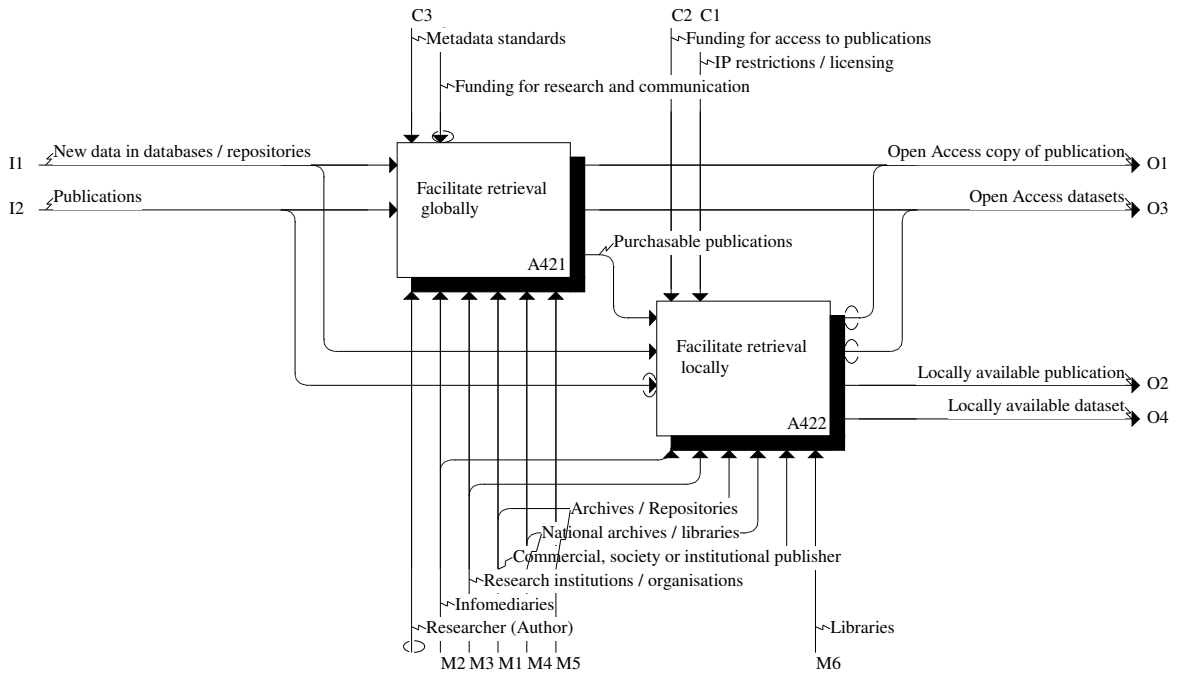 C3
C2 C1
Metadata standards
Funding for access to publications
IP restrictions / licensing
Funding for research and communication
I1
New data in databases / repositories
Open Access copy of publication
O1
I2
Publications
Facilitate retrieval
globally
A421
Open Access datasets
O3
Purchasable publications
Facilitate retrieval
locally
A422
Locally available publication
O2
Locally available dataset
O4
Archives / Repositories
National archives / libraries
Commercial, society or institutional publisher
Research institutions / organisations
Infomediaries
Researcher (Author)
Libraries
M2 M3 M1 M4 M5
M6